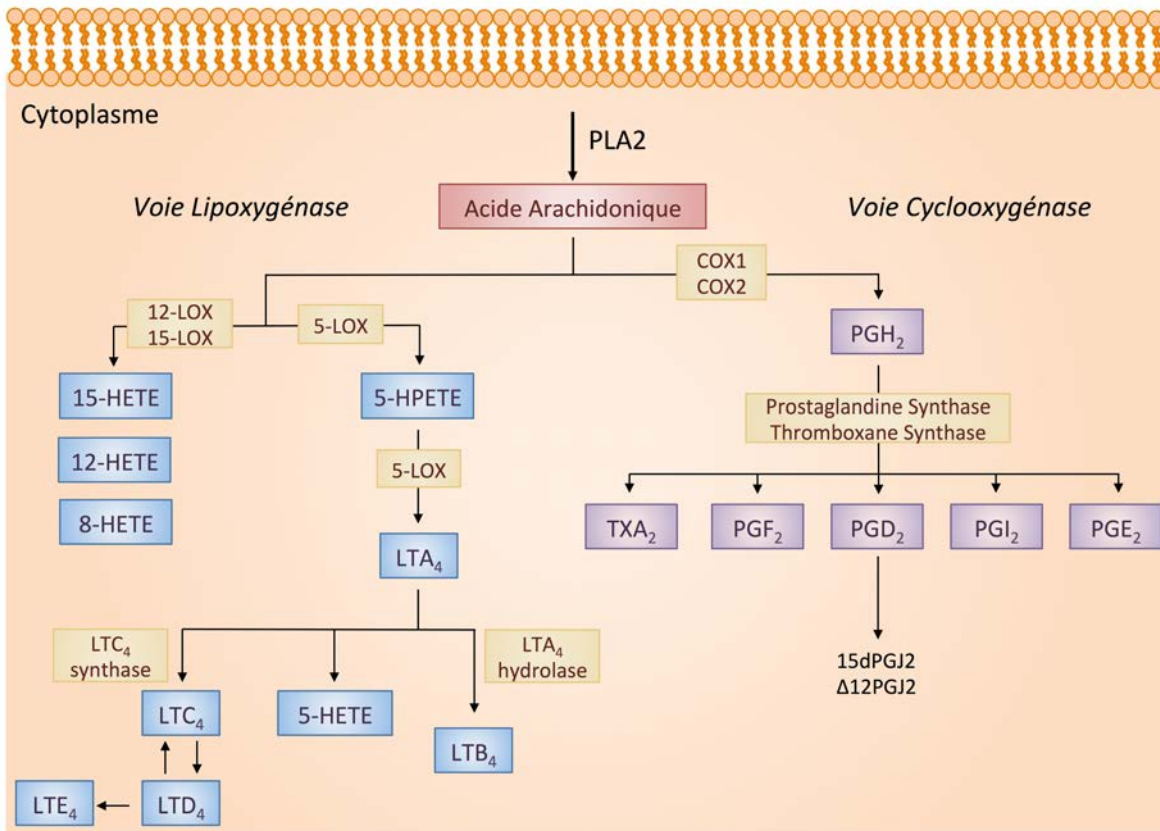 Cytoplasme
PLA2
Voie Lipoxygénase
Acide Arachidonique
Voie Cyclooxygénase
COX1
COX2
12-LOX
15-LOX
5-LOX
PGH₂
15-HETE
5-HPETE
Prostaglandine Synthase
Thromboxane Synthase
12-HETE
5-LOX
8-HETE
TXA₂
PGF₂
PGD₂
PGI₂
PGE₂
LTA₄
LTC₄
synthase
LTA₄
hydrolase
15dPGJ2
Δ12PGJ2
LTC₄
5-HETE
LTB₄
LTE₄
LTD₄